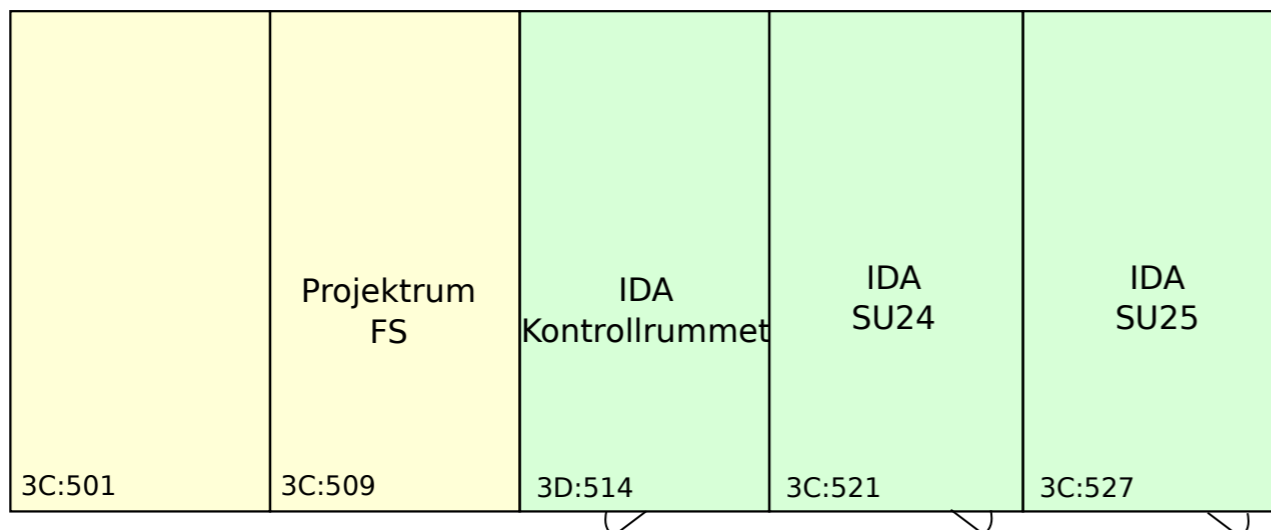 Projektrum
FS
IDA
Kontrollrummet
IDA
SU24
IDA
SU25
3C:501
3C:509
3D:514
3C:521
3C:527